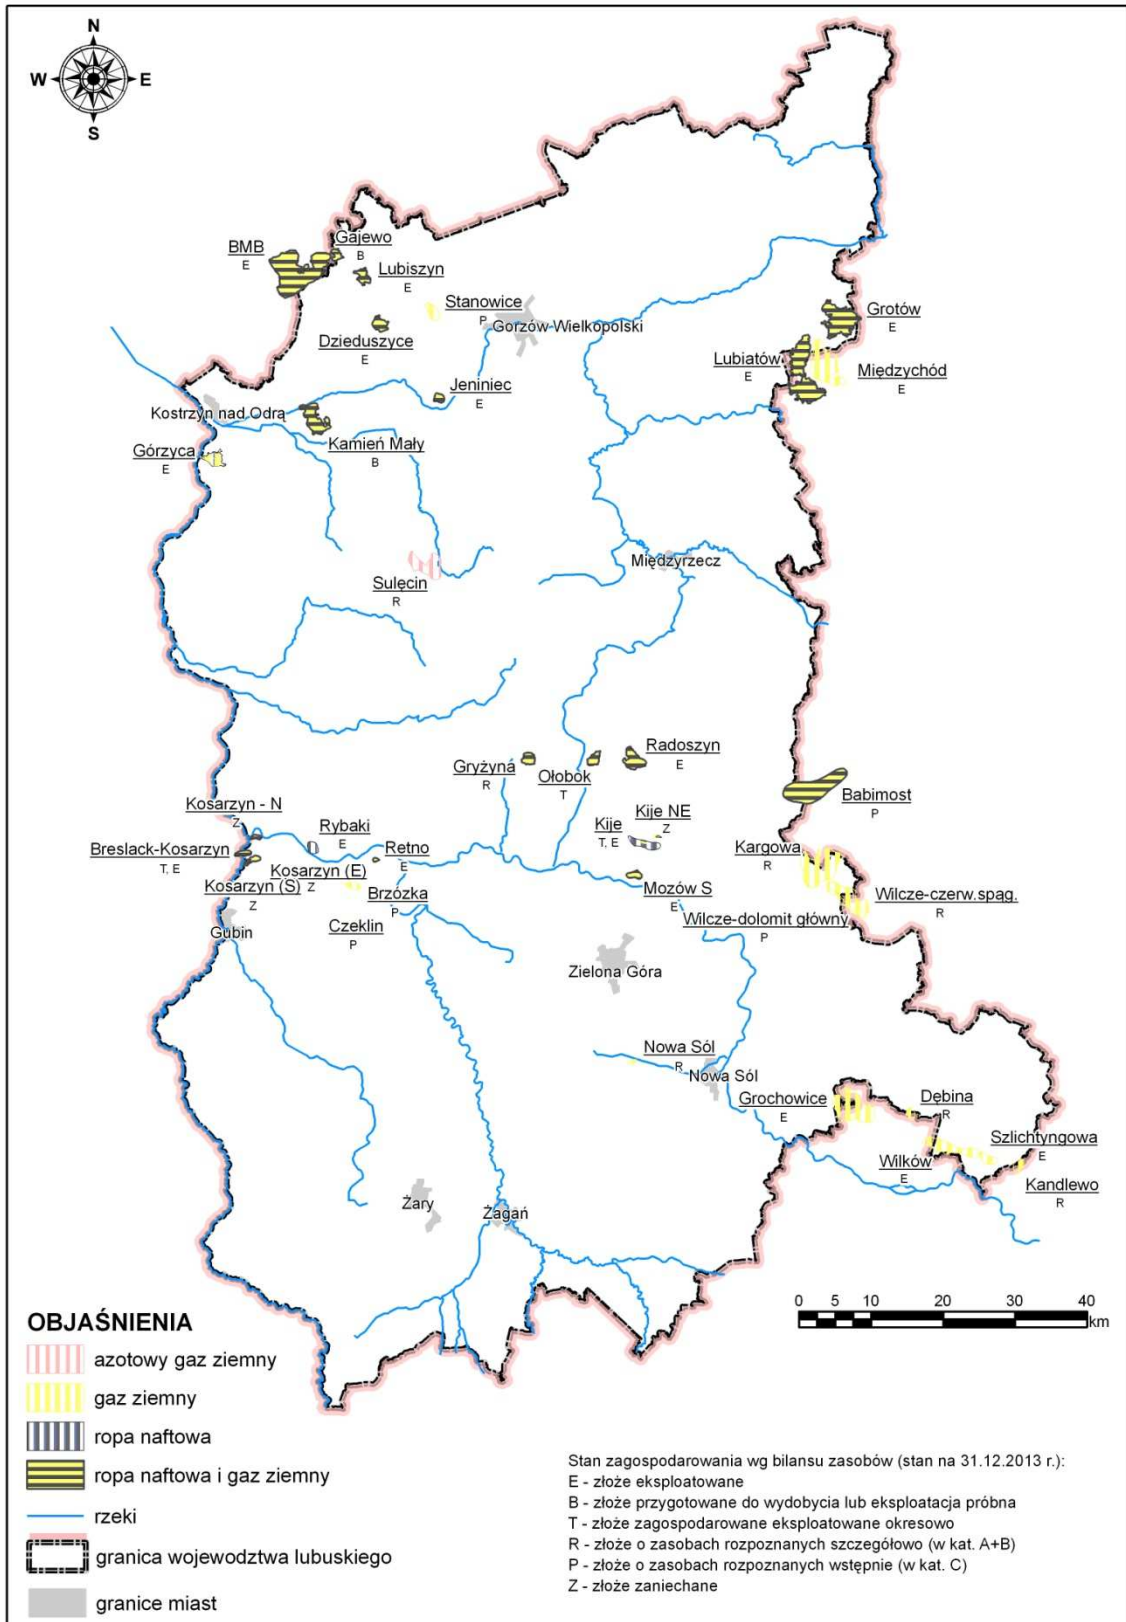 N
W
E
S
BMB
E
Gajewo
B
Lubiszyn
E
Stanowice
P
Gorzów Wielkopolski
Dzieduszyce
E
Grotów
E
Lubiatów
E
Międzychód
E
Jeniniec
E
Kostrzyn nad Odrą
Kamień Mały
B
Górzyca
E
Międzyrzecz
Sulęcin
R
Gryżyna
R
Ołobok
T
Radoszyn
E
Babimost
P
Kosarzyn - N
Z
Rybaki
E
Retno
E
Kije
T, E
Kije NE
Z
Breslack-Kosarzyn
T, E
Kosarzyn (E)
Z
Kosarzyn (S)
Z
Brzózka
P
Czeklin
P
Gubin
Mozów S
E
Kargowa
R
Wilcze-czerw.spąg.
R
Wilcze-dolomit główny
P
Zielona Góra
Nowa Sól
R
Nowa Sól
Grochowice
E
Dębina
R
Szlichtyngowa
E
Wilków
E
Kandlewo
R
Żary
Żagań
0 5 10 20 30 40
km
OBJAŚNIENIA
azotowy gaz ziemny
gaz ziemny
ropa naftowa
ropa naftowa i gaz ziemny
rzeki
granica wojewodztwa lubuskiego
granice miast
Stan zagospodarowania wg bilansu zasobów (stan na 31.12.2013 r.):
E - złoże eksploatowane
B - złoże przygotowane do wydobycia lub eksploatacja próbna
T - złoże zagospodarowane eksploatowane okresowo
R - złoże o zasobach rozpoznanych szczegółowo (w kat. A+B)
P - złoże o zasobach rozpoznanych wstępnie (w kat. C)
Z - złoże zaniechane